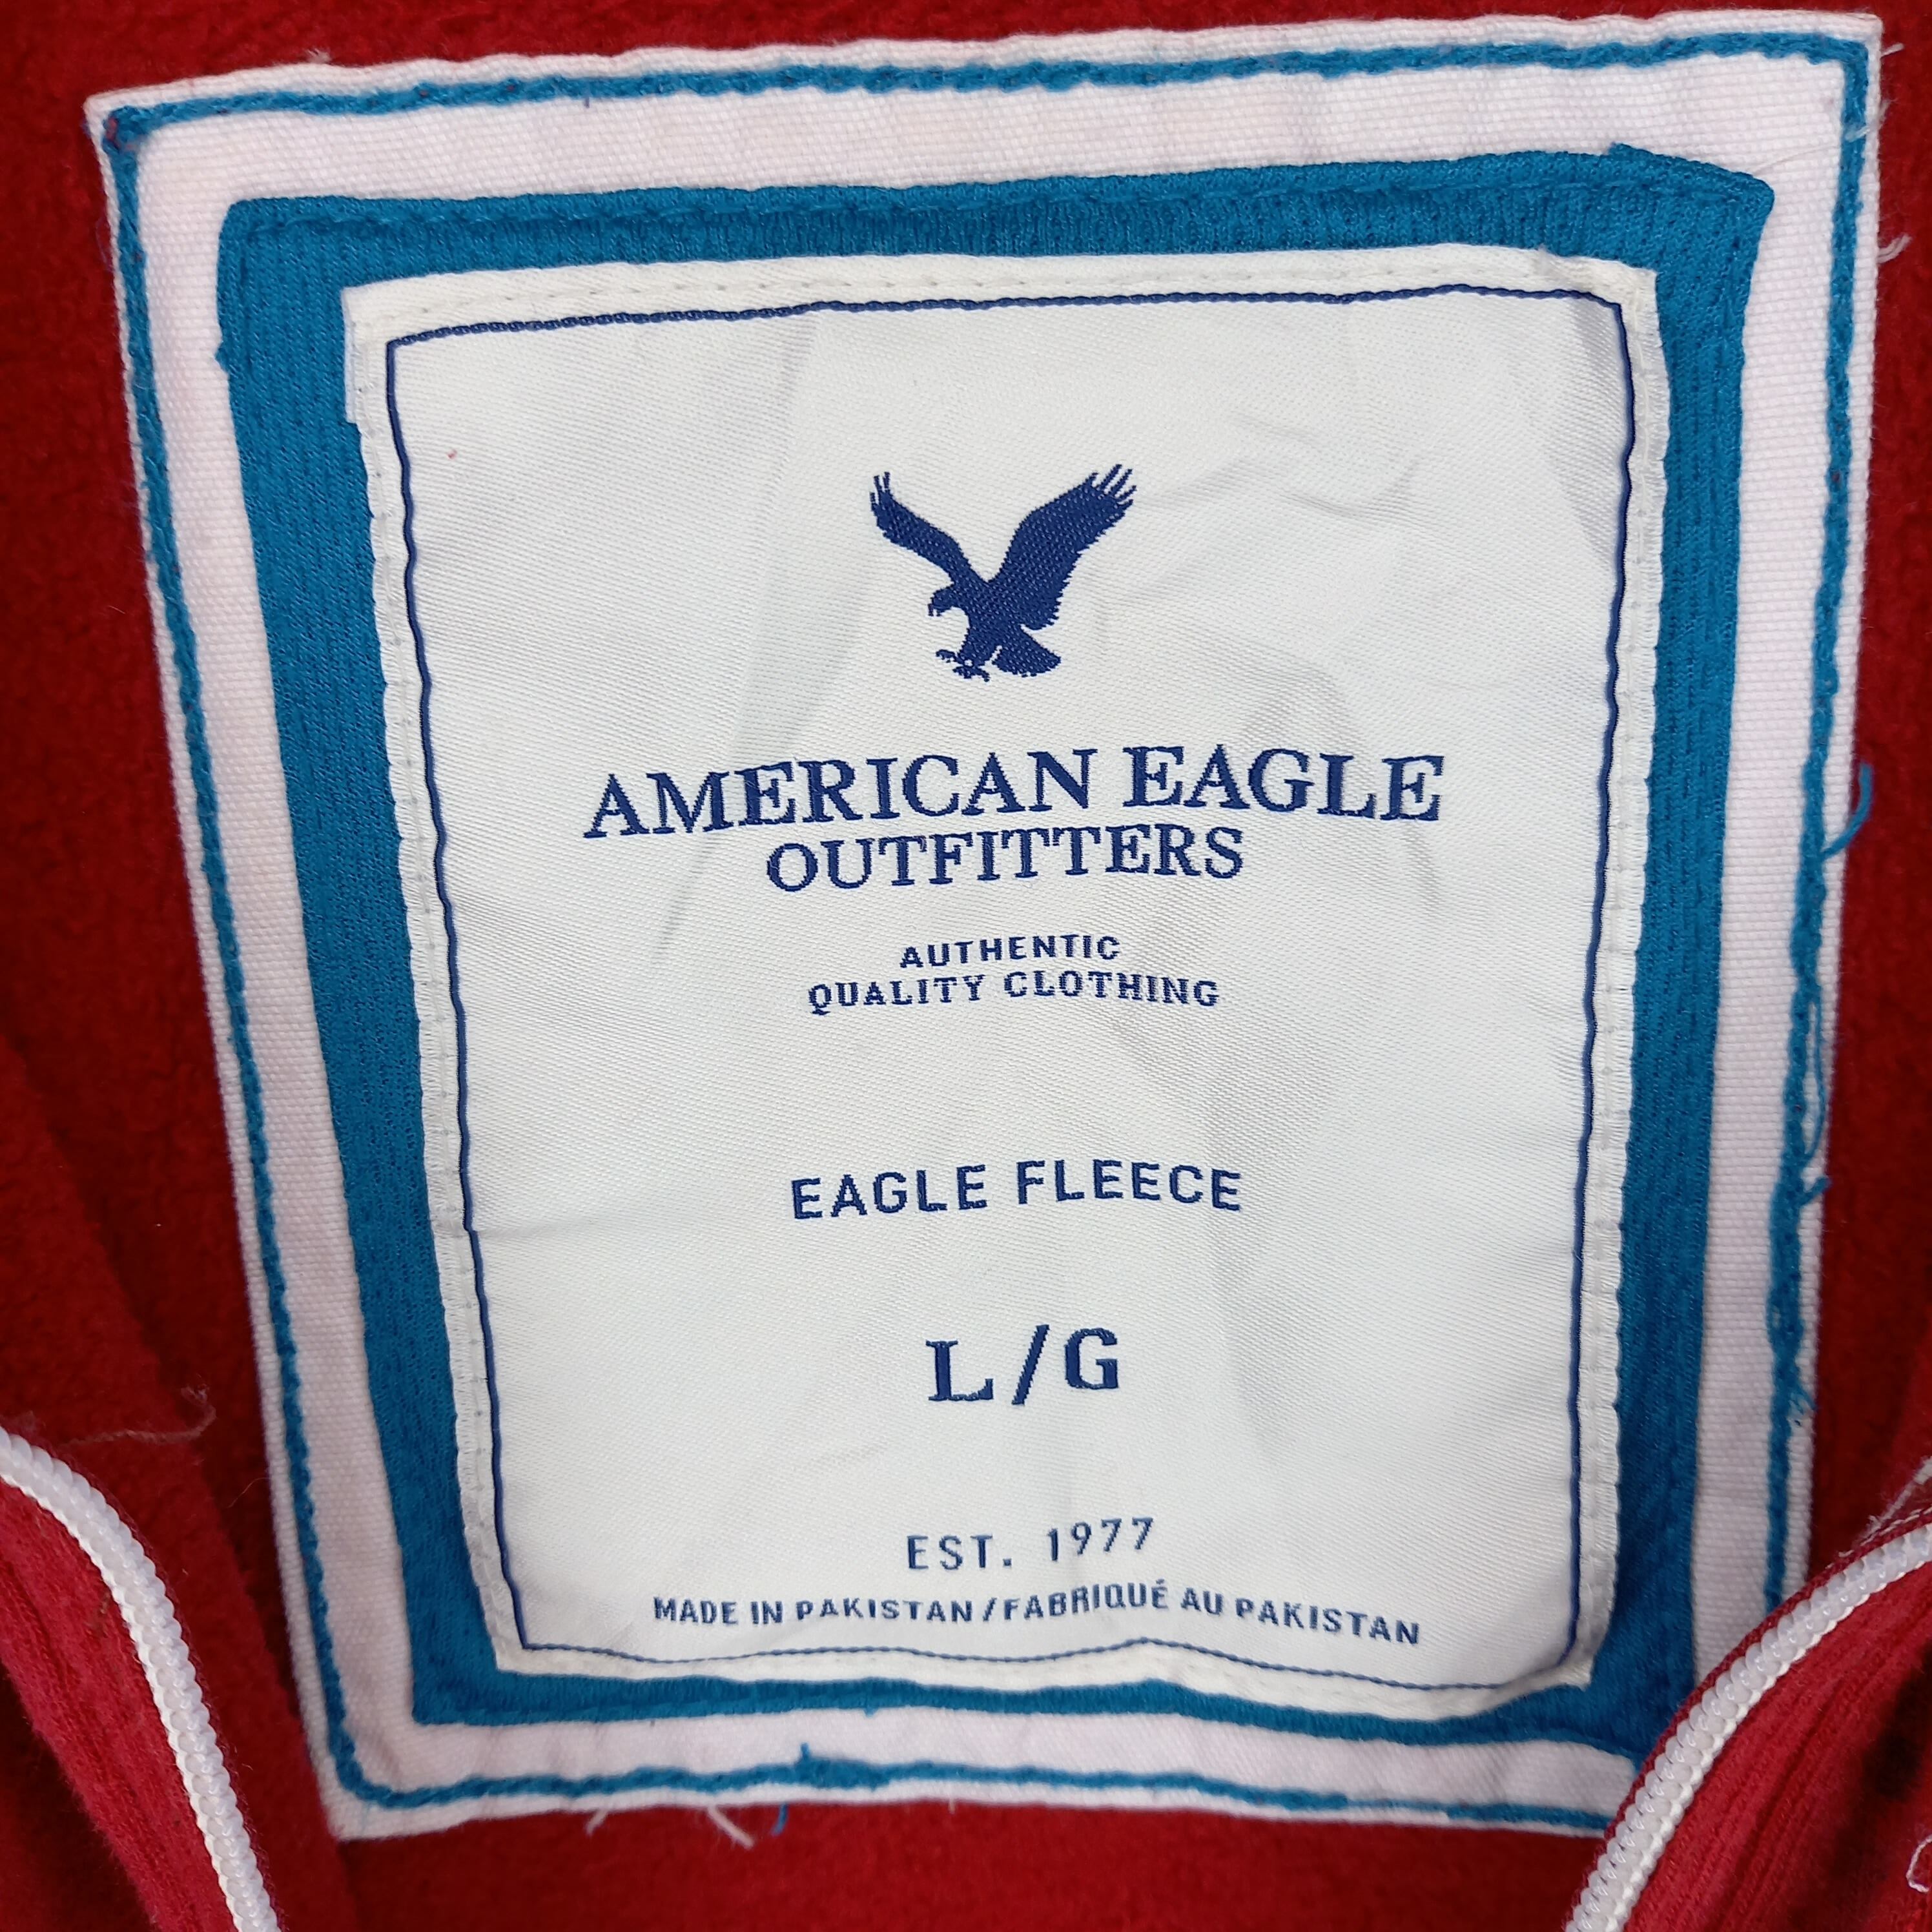 AMERICAN EAGLE
OUTFITTERS
AUTHENTIC
QUALITY CLOTHING
EAGLE FLEECE
L/G
EST. 1977
MADE IN PAKISTAN/FABRIQUÉ AU PAKISTAN